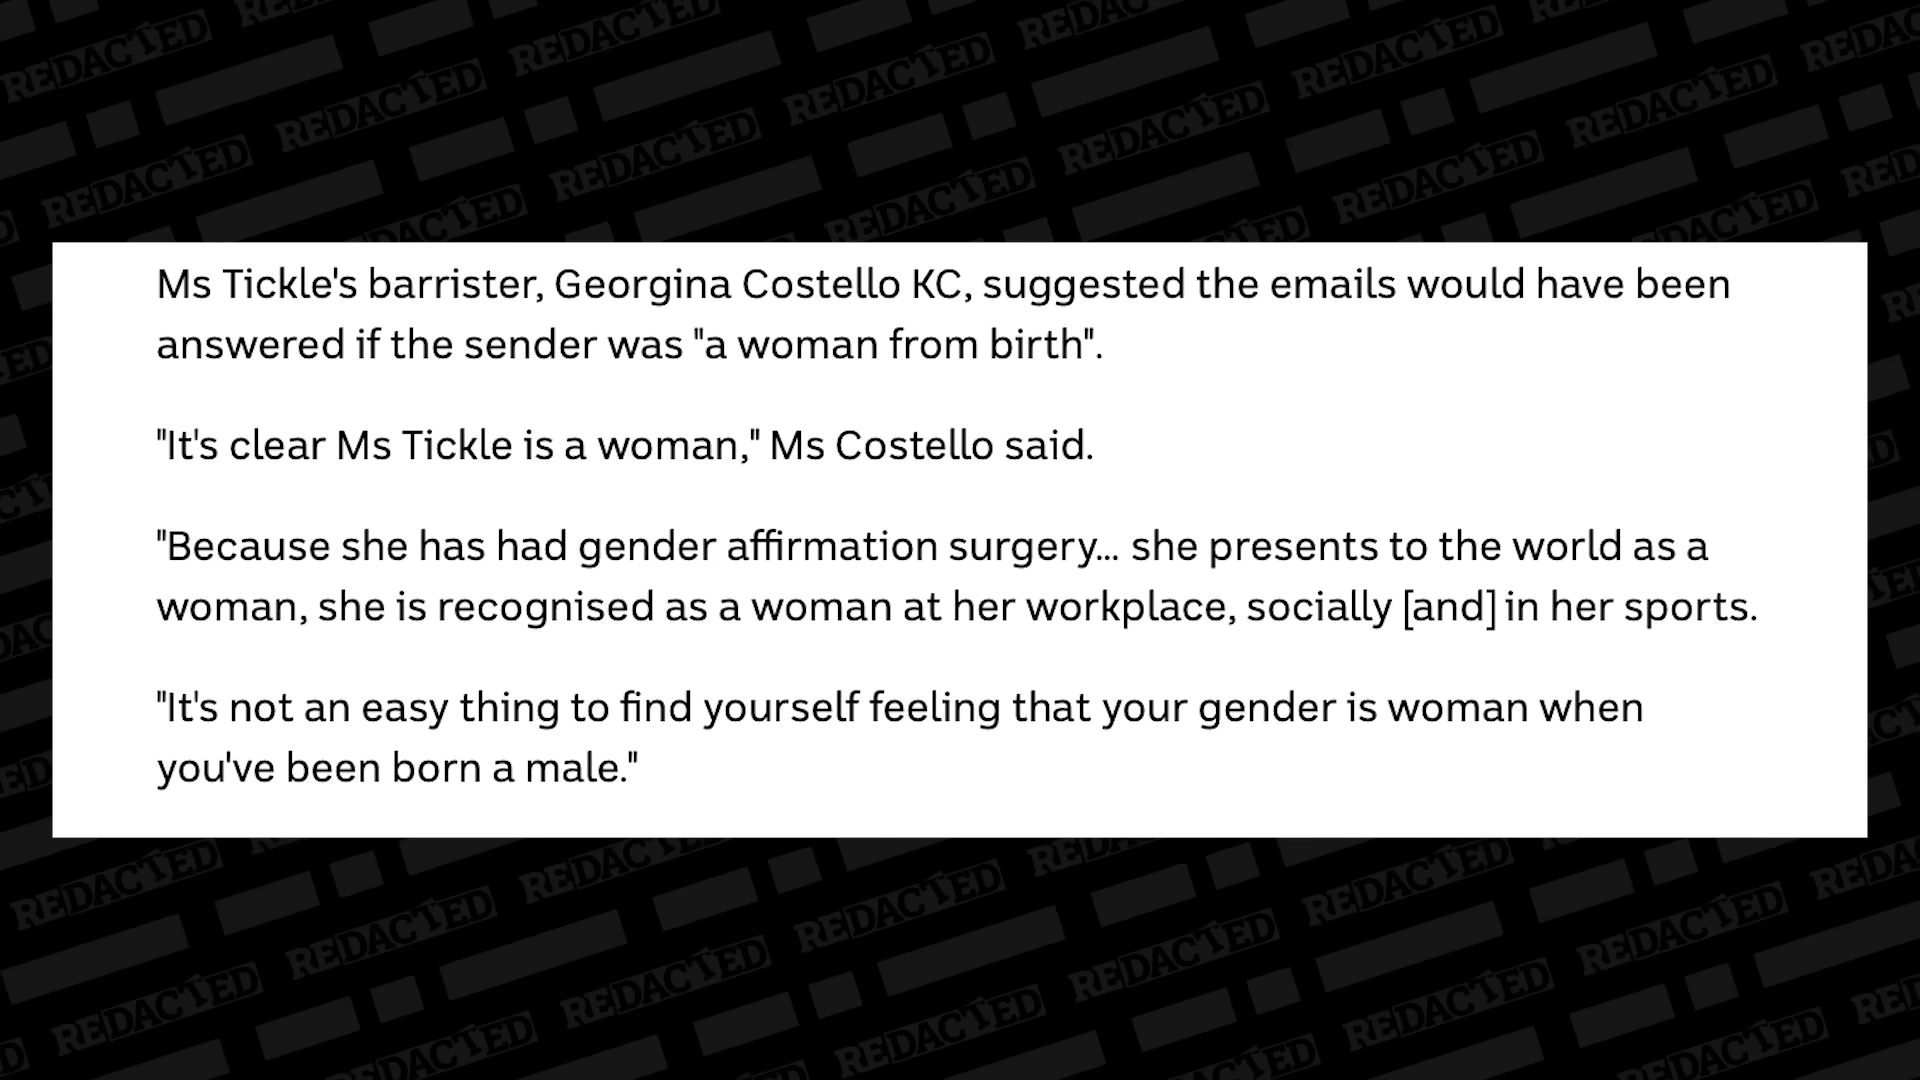 Ms Tickle's barrister, Georgina Costello KC, suggested the emails would have been
answered if the sender was "a woman from birth".
"It's clear Ms Tickle is a woman," Ms Costello said.
"Because she has had gender affirmation surgery... she presents to the world as a
woman, she is recognised as a woman at her workplace, socially [and] in her sports.
"It's not an easy thing to find yourself feeling that your gender is woman when
you've been born a male."